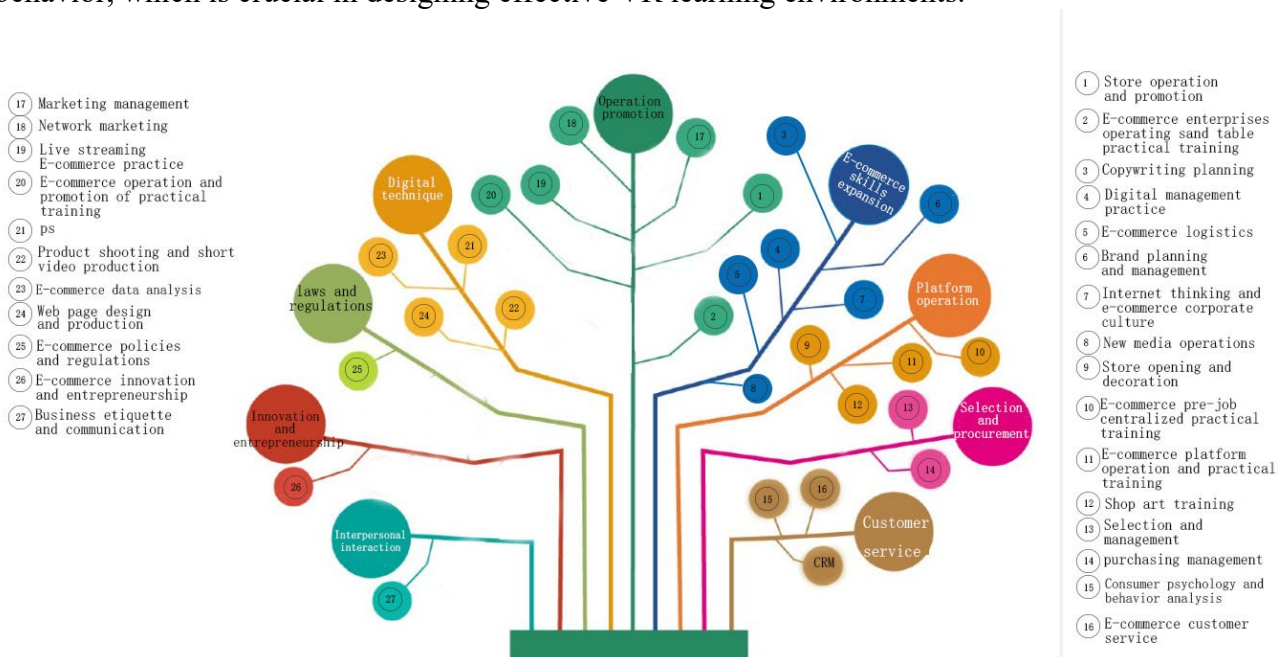 behavior, which is crucial in designing effective VR learning environments.
17 Marketing management
18 Network marketing
19 Live streaming
E-commerce practice
20 E-commerce operation and
promotion of practical
training
21 ps
22 Product shooting and short
video production
23 E-commerce data analysis
24 Web page design
and production
25 E-commerce policies
and regulations
26 E-commerce innovation
and entrepreneurship
27 Business etiquette
and communication
Operation
promotion
18
17
19
20
1
2
Digital
technique
23
21
24
22
laws and
regulations
25
Innovation
and
entrepreneurship
26
Interpersonal
interaction
27
E-commerce
skills
expansion
3
6
4
5
7
8
Platform
operation
9
11
10
12
Selection
and
procurement
13
14
Customer
service
15
16
CRM
1 Store operation
and promotion
2 E-commerce enterprises
operating sand table
practical training
3 Copywriting planning
4 Digital management
practice
5 E-commerce logistics
6 Brand planning
and management
7 Internet thinking and
e-commerce corporate
culture
8 New media operations
9 Store opening and
decoration
10 E-commerce pre-job
centralized practical
training
11 E-commerce platform
operation and practical
training
12 Shop art training
13 Selection and
management
14 purchasing management
15 Consumer psychology and
behavior analysis
16 E-commerce customer
service